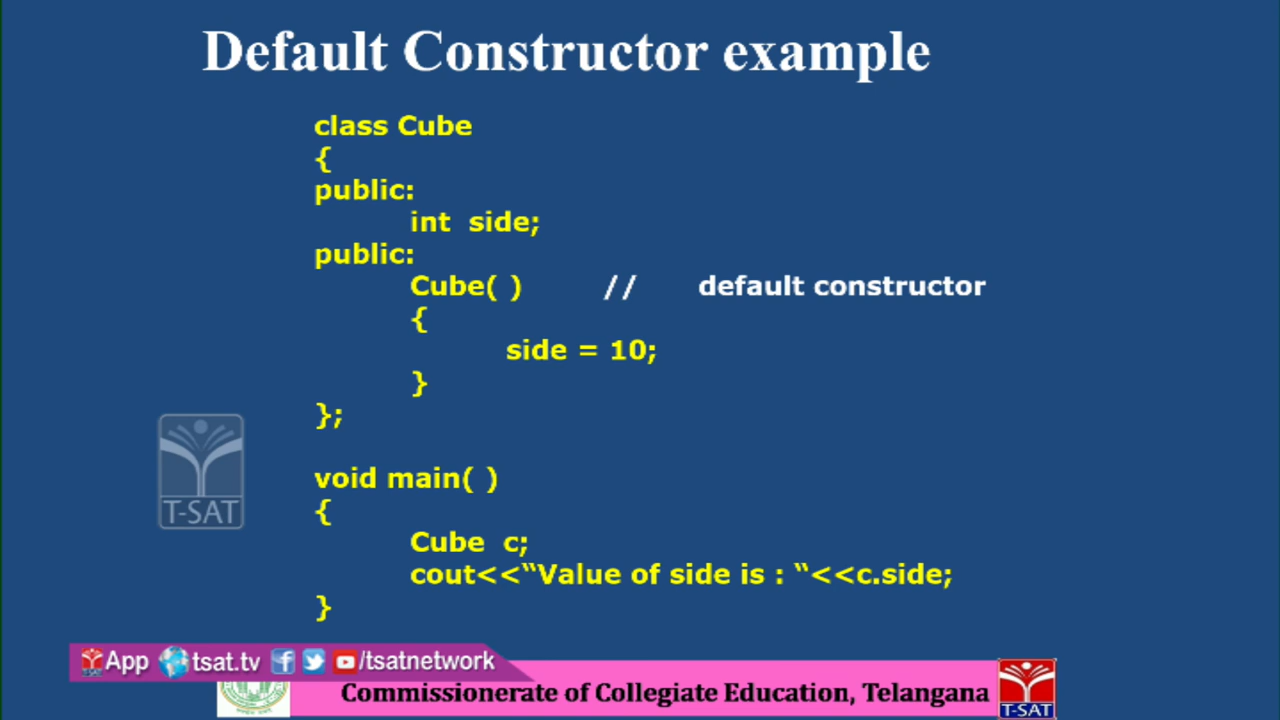 Default Constructor example
class Cube
{
public:
int side;
public:
Cube( ) // default constructor
{
side = 10;
}
};
void main( )
{
Cube c;
cout<<“Value of side is : “<<c.side;
}
T-SAT
App tsat.tv /tsatnetwork
Commissionerate of Collegiate Education, Telangana
T-SAT